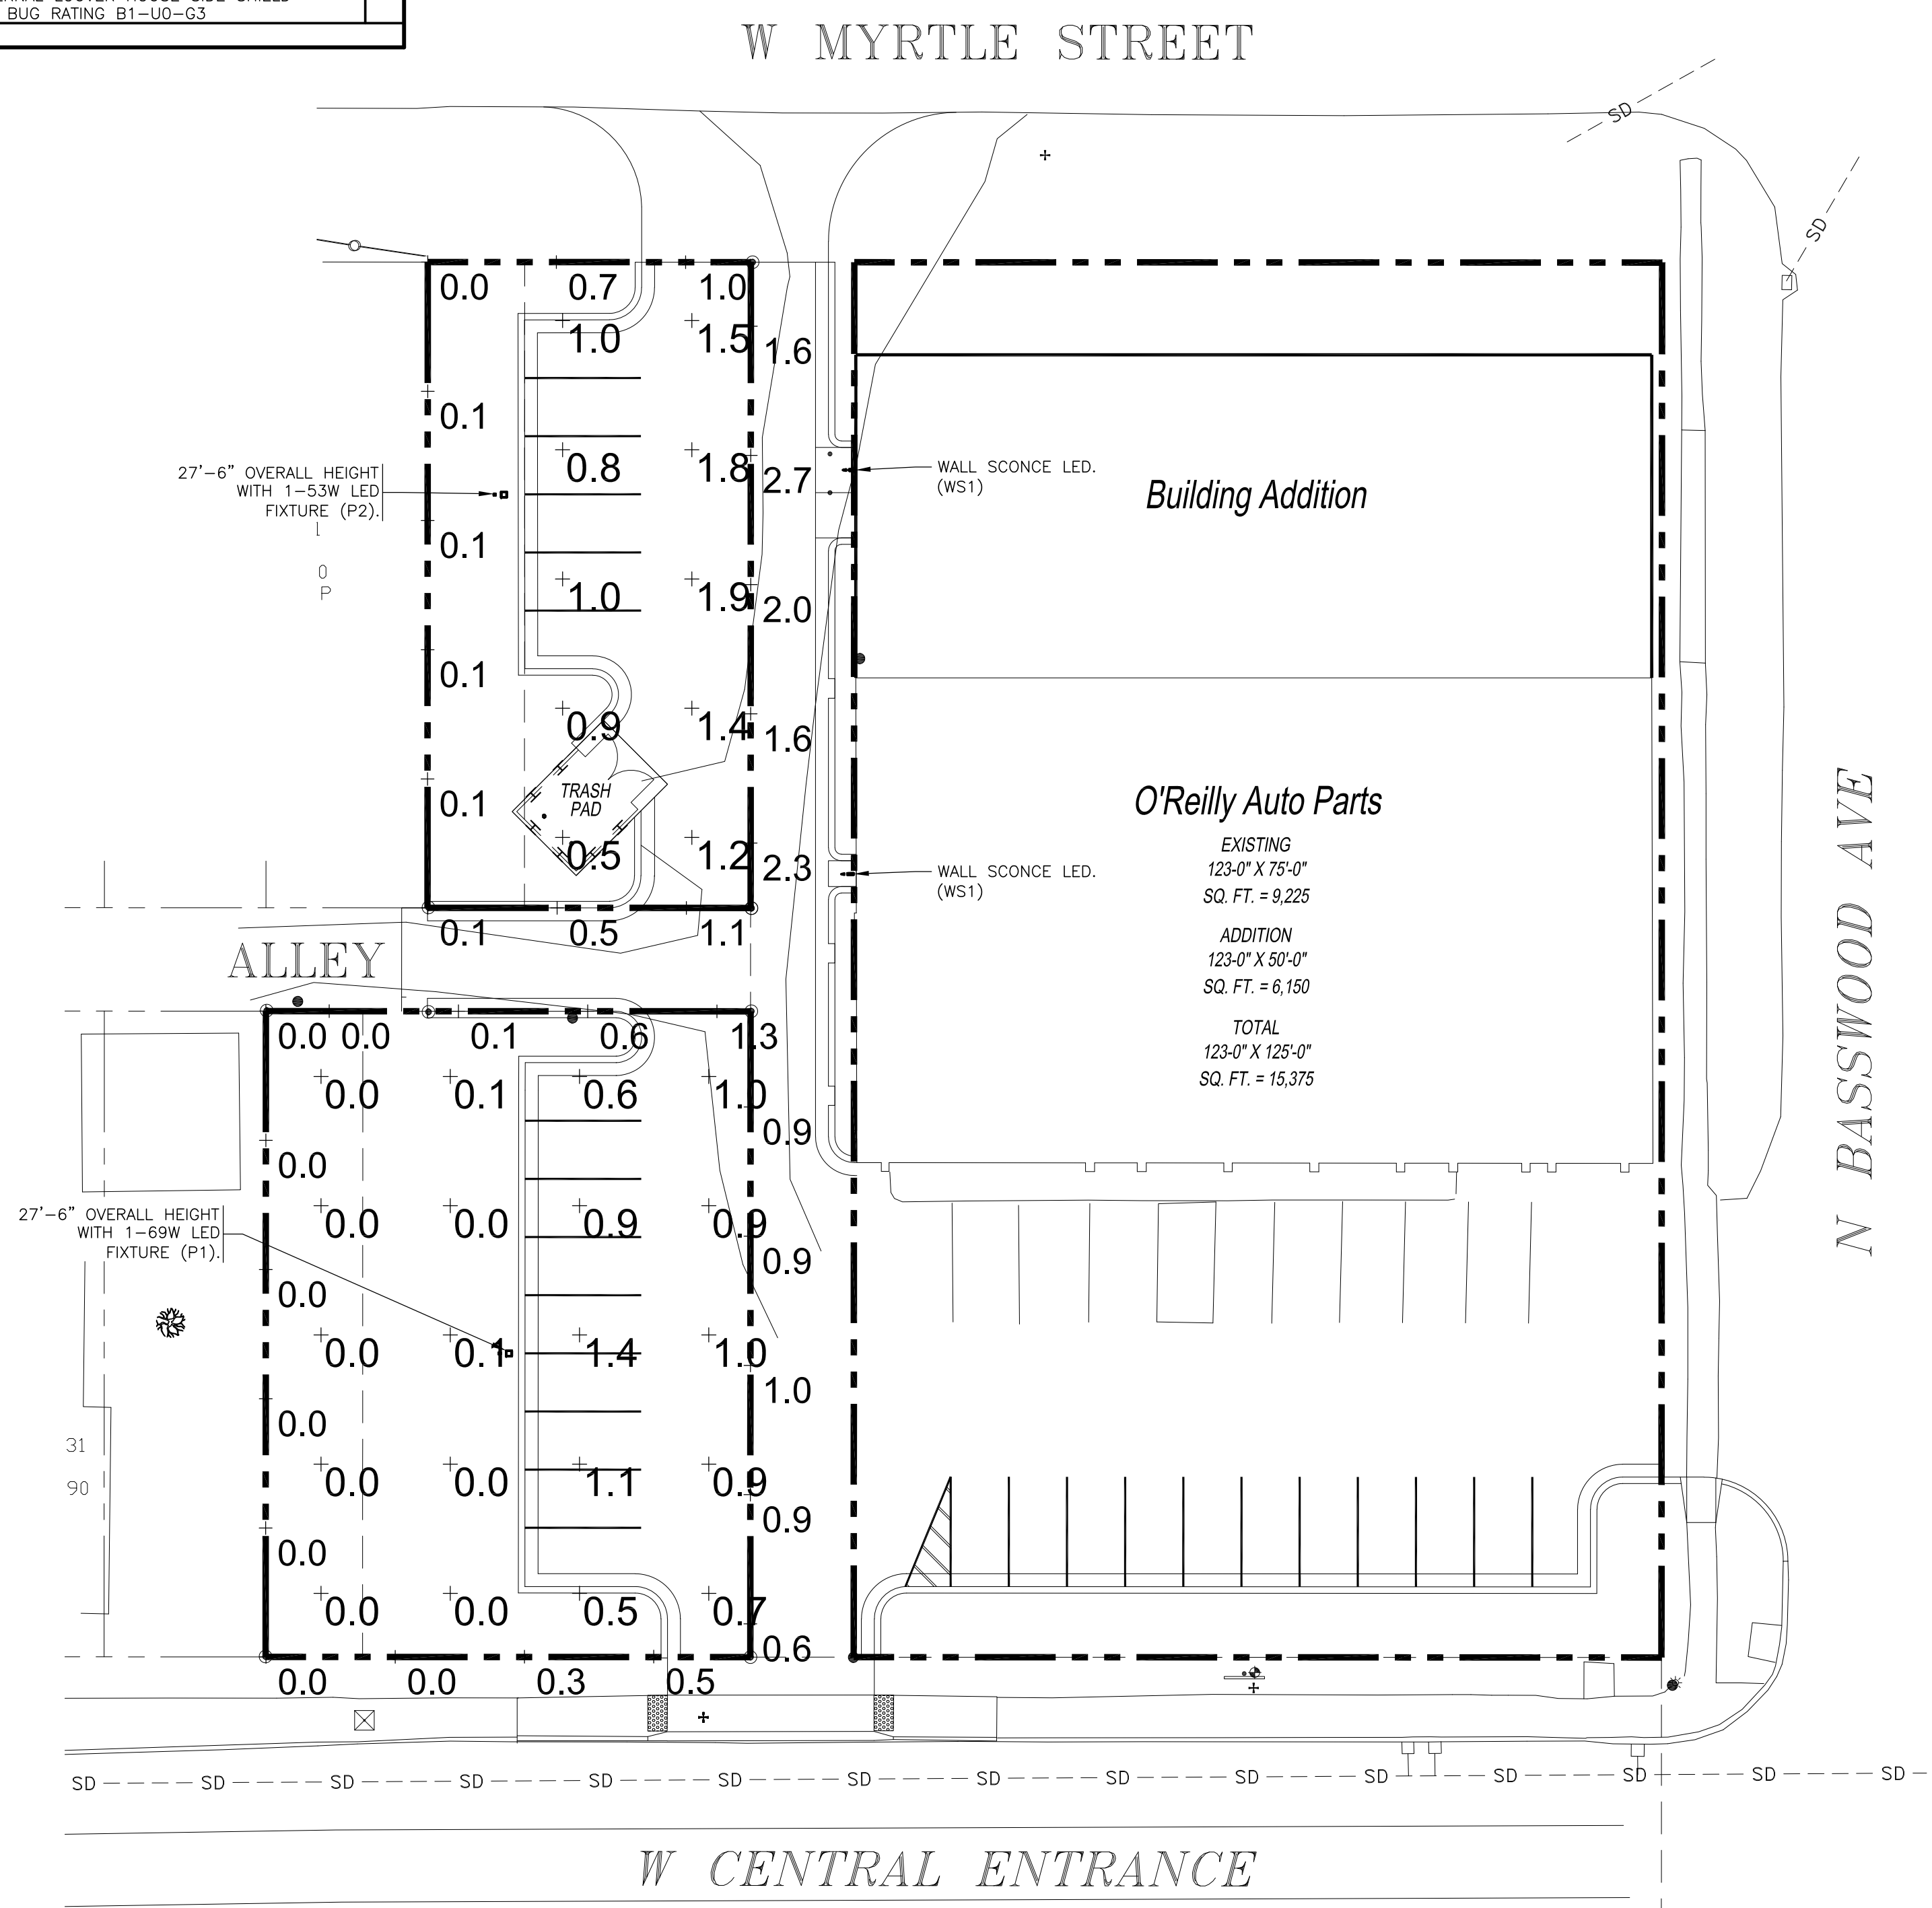 BUG RATING B1-U0-G3
W MYRTLE STREET
SD
SD
0.0 0.7 1.0
1.0 1.5 1.6
0.1
27'-6" OVERALL HEIGHT
WITH 1-53W LED
FIXTURE (P2).
0.8 1.8 2.7
WALL SCONCE LED.
(WS1)
Building Addition
0.1
0
P
1.0 1.9 2.0
0.1
0.9 1.4 1.6
TRASH
PAD
0.1
0.5 1.2 2.3
WALL SCONCE LED.
(WS1)
O'Reilly Auto Parts
EXISTING
123-0" X 75'-0"
SQ. FT. = 9,225
ADDITION
123-0" X 50'-0"
SQ. FT. = 6,150
TOTAL
123-0" X 125'-0"
SQ. FT. = 15,375
N BASSWOOD AVE
0.1 0.5 1.1
ALLEY
0.0 0.0 0.1 0.6 1.3
0.0 0.1 0.6 1.0
0.9
0.0
27'-6" OVERALL HEIGHT
WITH 1-69W LED
FIXTURE (P1).
0.0 0.0 0.9 0.9
0.9
0.0
0.0 0.1 1.4 1.0
1.0
0.0
31
90
0.0 0.0 1.1 0.9
0.9
0.0
0.0 0.0 0.5 0.7
0.6
0.0 0.0 0.3 0.5
SD SD SD SD SD SD SD SD SD SD SD SD SD SD SD
W CENTRAL ENTRANCE